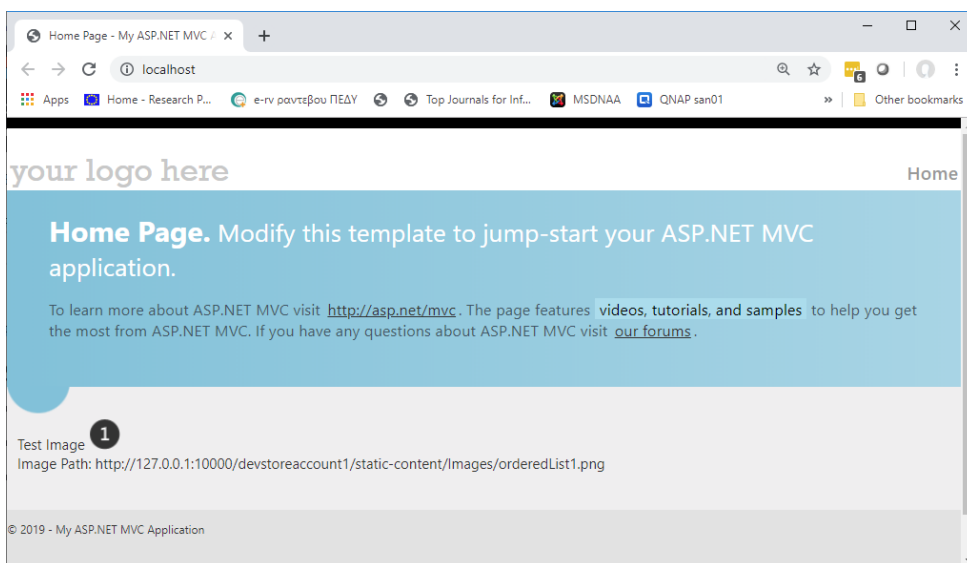 Home Page - My ASP.NET MVC A
localhost
Apps Home - Research P... e-rv ραντεβου ΠΕΔΥ Top Journals for Inf... MSDNAA QNAP san01 » Other bookmarks
6
your logo here
Home
Home Page. Modify this template to jump-start your ASP.NET MVC
application.
To learn more about ASP.NET MVC visit http://asp.net/mvc. The page features videos, tutorials, and samples to help you get
the most from ASP.NET MVC. If you have any questions about ASP.NET MVC visit our forums.
Test Image 1
Image Path: http://127.0.0.1:10000/devstoreaccount1/static-content/Images/orderedList1.png
© 2019 - My ASP.NET MVC Application